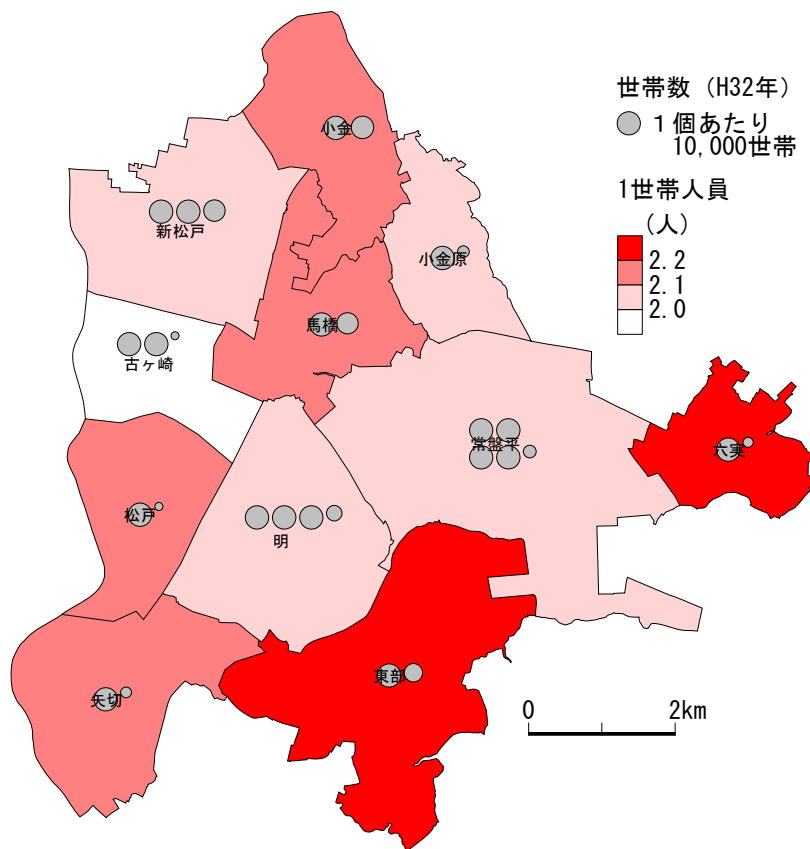 世帯数（H32年）
１個あたり
10,000世帯
1世帯人員
（人）
2.2
2.1
2.0
小金
新松戸
小金原
馬橋
古ヶ崎
常盤平
六実
松戸
明
東部
矢切
0 2km